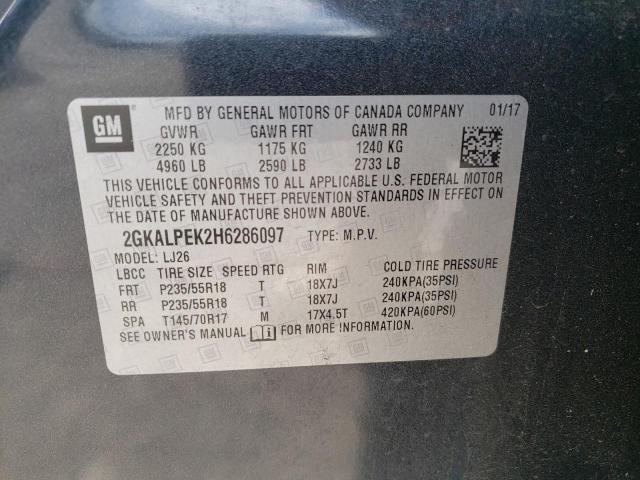 GM ® MFD BY GENERAL MOTORS OF CANADA COMPANY 01/17
GVWR GAWR FRT GAWR RR
2250 KG 1175 KG 1240 KG
4960 LB 2590 LB 2733 LB
THIS VEHICLE CONFORMS TO ALL APPLICABLE U.S. FEDERAL MOTOR
VEHICLE SAFETY AND THEFT PREVENTION STANDARDS IN EFFECT ON
THE DATE OF MANUFACTURE SHOWN ABOVE.
2GKALPEK2H6286097 TYPE: M.P.V.
MODEL: LJ26
LBCC TIRE SIZE SPEED RTG RIM COLD TIRE PRESSURE
FRT P235/55R18 T 18X7J 240KPA(35PSI)
RR P235/55R18 T 18X7J 240KPA(35PSI)
SPA T145/70R17 M 17X4.5T 420KPA(60PSI)
SEE OWNER'S MANUAL FOR MORE INFORMATION.